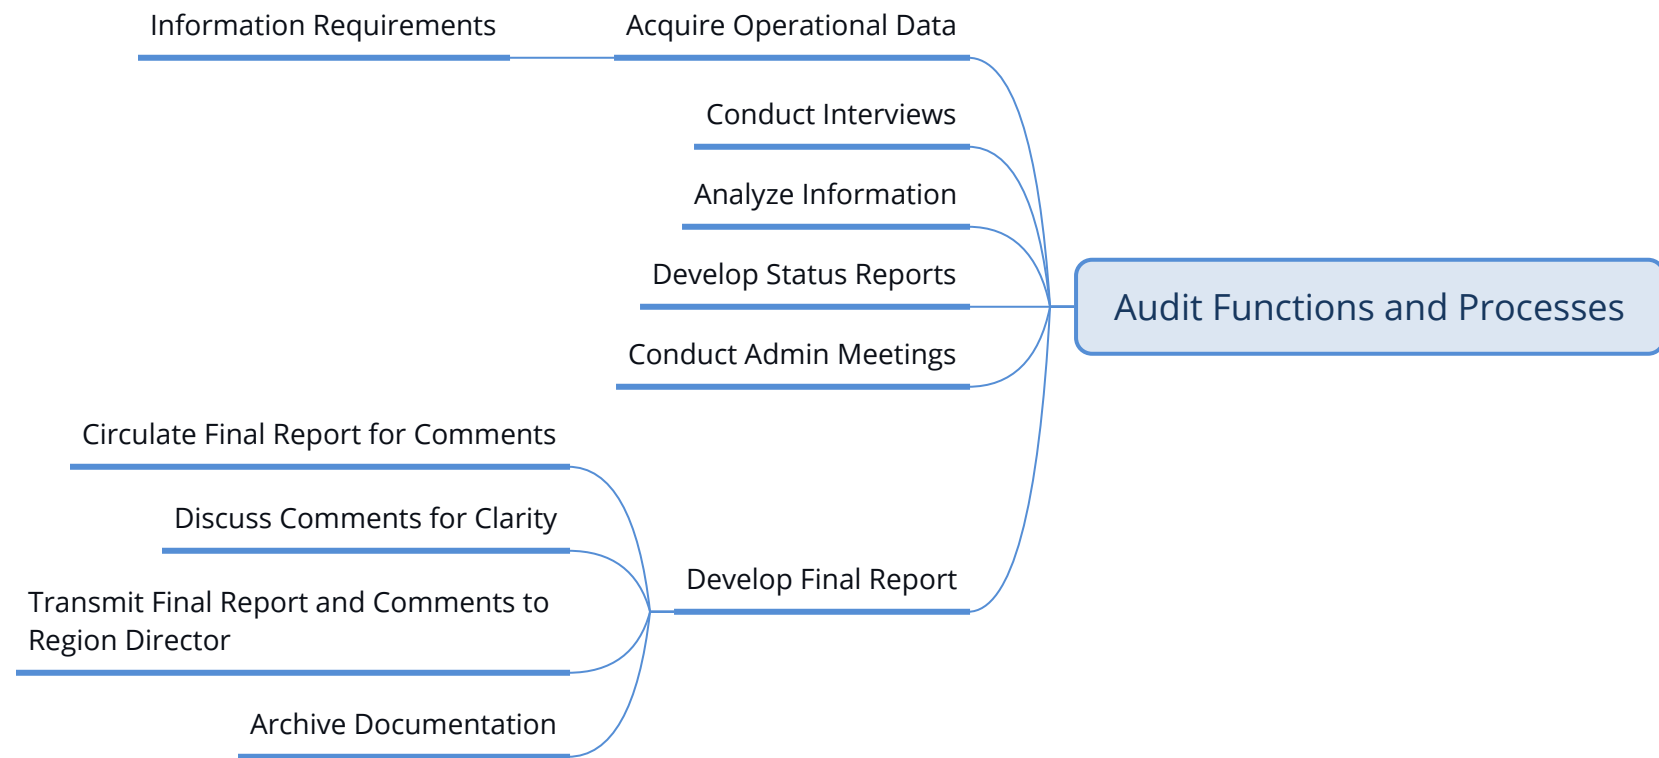 Information Requirements
Acquire Operational Data
Conduct Interviews
Analyze Information
Develop Status Reports
Audit Functions and Processes
Conduct Admin Meetings
Circulate Final Report for Comments
Discuss Comments for Clarity
Develop Final Report
Transmit Final Report and Comments to
Region Director
Archive Documentation